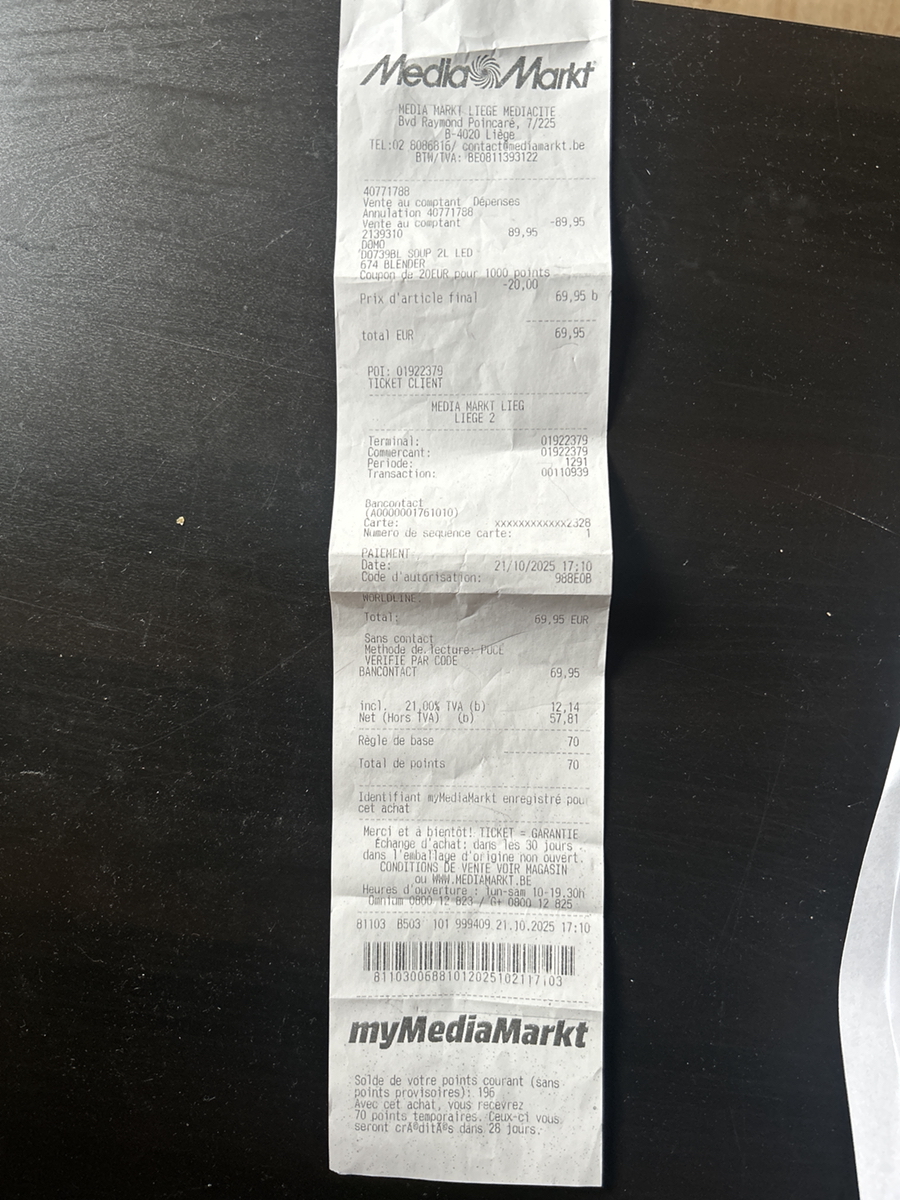 Media Markt
MEDIA MARKT LIEGE MEDIACITE
Bvd Raymond Poincaré, 7/225
B-4020 Liège
TEL:02 8086816/ contact@mediamarkt.be
BTW/TVA: BE0811393122
40771788
Vente au comptant Dépenses
Annulation 40771788
Vente au comptant -89,95
2139310 89,95
DOMO
DO739BL SOUP 2L LED
674 BLENDER
Coupon de 20EUR pour 1000 points
-20,00
Prix d'article final 69,95 b
total EUR 69,95
POI: 01922379
TICKET CLIENT
MEDIA MARKT LIEG
LIEGE 2
Terminal: 01922379
Commercant: 01922379
Periode: 1291
Transaction: 00110939
Bancontact
(A0000001761010)
Carte: xxxxxxxxxxxx2328
Numero de sequence carte: 1
PAIEMENT
Date: 21/10/2025 17:10
Code d'autorisation: 98BE0B
WORLDLINE
Total: 69,95 EUR
Sans contact
Methode de lecture: PUCE
VERIFIE PAR CODE
BANCONTACT 69,95
incl. 21,00% TVA (b) 12,14
Net (Hors TVA) (b) 57,81
Règle de base 70
Total de points 70
Identifiant myMediaMarkt enregistré pour
cet achat
Merci et à bientôt! TICKET = GARANTIE
Échange d'achat: dans les 30 jours
dans l'emballage d'origine non ouvert.
CONDITIONS DE VENTE VOIR MAGASIN
ou WWW.MEDIAMARKT.BE
Heures d'ouverture : lun-sam 10-19.30h
Omnium 0800 12 823 / G+ 0800 12 825
81103 B503 101 999409 21.10.2025 17:10
81103006881012025102117103
myMediaMarkt
Solde de votre points courant (sans
points provisoires): 196
Avec cet achat, vous recevrez
70 points temporaires. Ceux-ci vous
seront crÃ©ditÃ©s dans 28 jours.